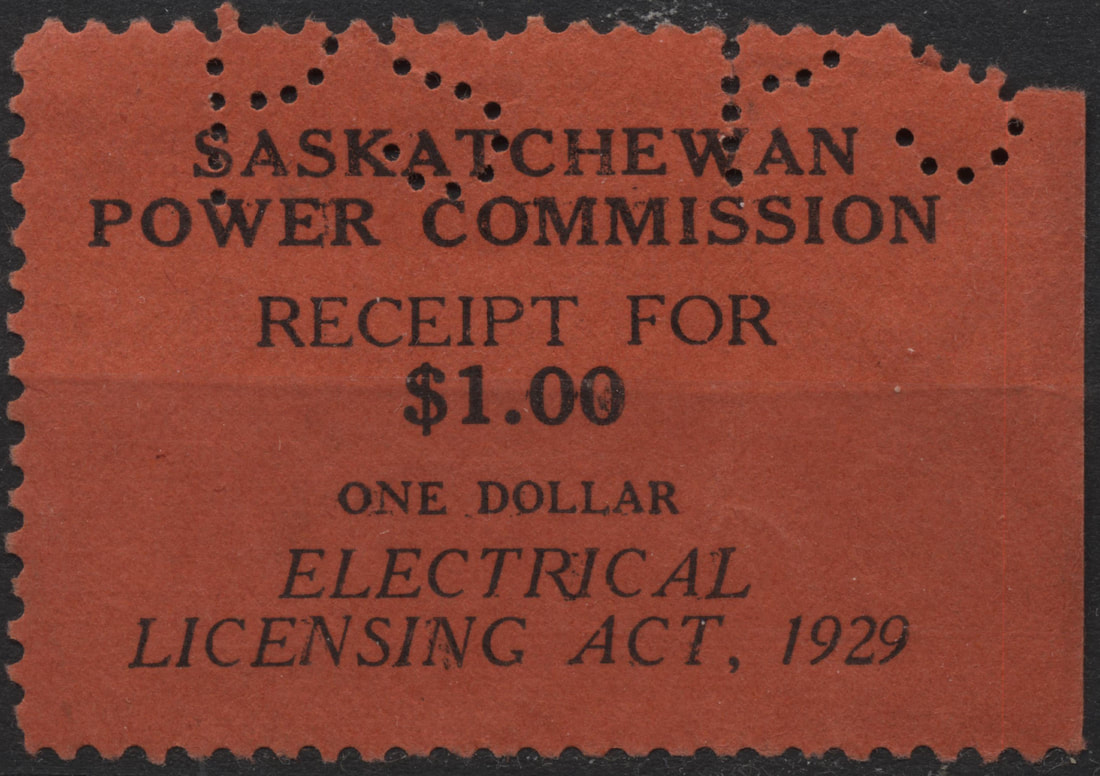 SASKATCHEWAN
POWER COMMISSION
RECEIPT FOR
$1.00
ONE DOLLAR
ELECTRICAL
LICENSING ACT, 1929